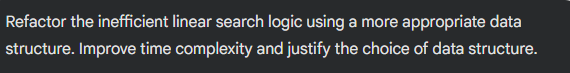 Refactor the inefficient linear search logic using a more appropriate data
structure. Improve time complexity and justify the choice of data structure.